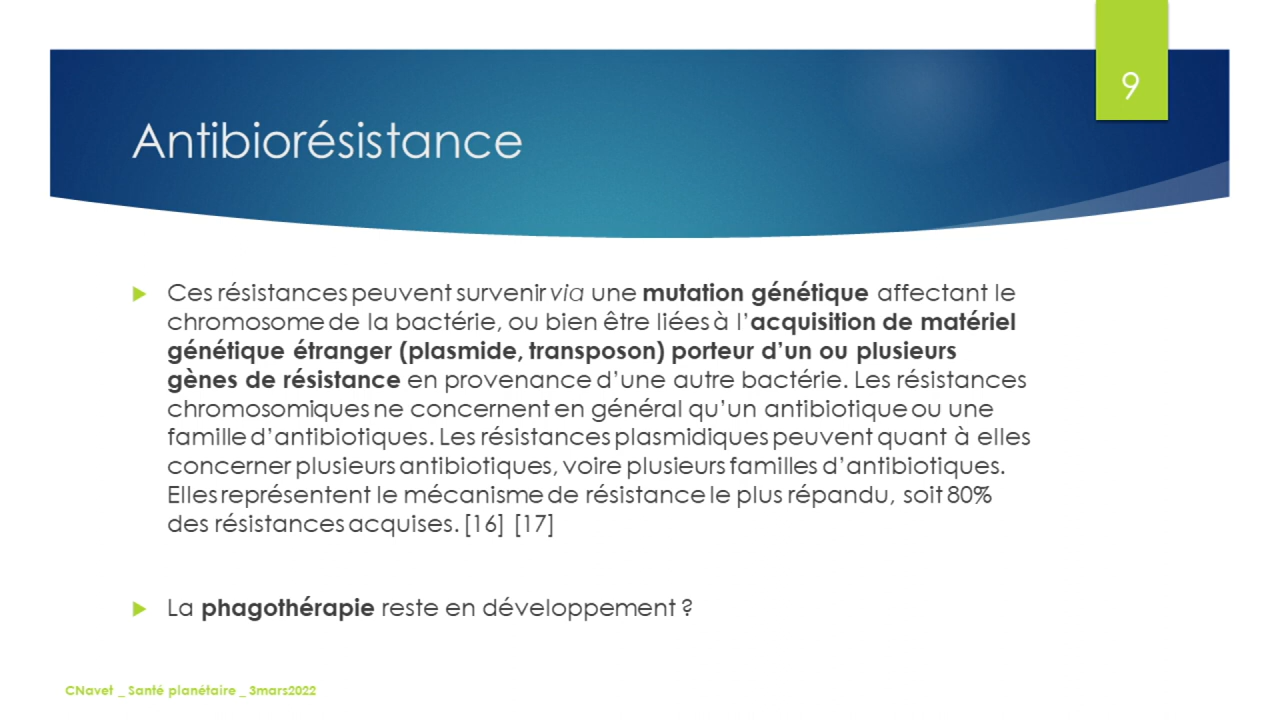 9
Antibiorésistance
Ces résistances peuvent survenir via une mutation génétique affectant le
chromosome de la bactérie, ou bien être liées à l’acquisition de matériel
génétique étranger (plasmide, transposon) porteur d’un ou plusieurs
gènes de résistance en provenance d’une autre bactérie. Les résistances
chromosomiques ne concernent en général qu’un antibiotique ou une
famille d’antibiotiques. Les résistances plasmidiques peuvent quant à elles
concerner plusieurs antibiotiques, voire plusieurs familles d’antibiotiques.
Elles représentent le mécanisme de résistance le plus répandu, soit 80%
des résistances acquises. [16] [17]
La phagothérapie reste en développement ?
CNavet _ Santé planétaire _ 3mars2022